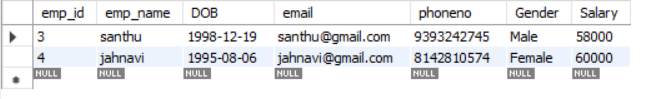 emp_id emp_name DOB email phoneno Gender Salary
3 santhu 1998-12-19 santhu@gmail.com 9393242745 Male 58000
4 jahnavi 1995-08-06 jahnavi@gmail.com 8142810574 Female 60000
NULL NULL NULL NULL NULL NULL NULL